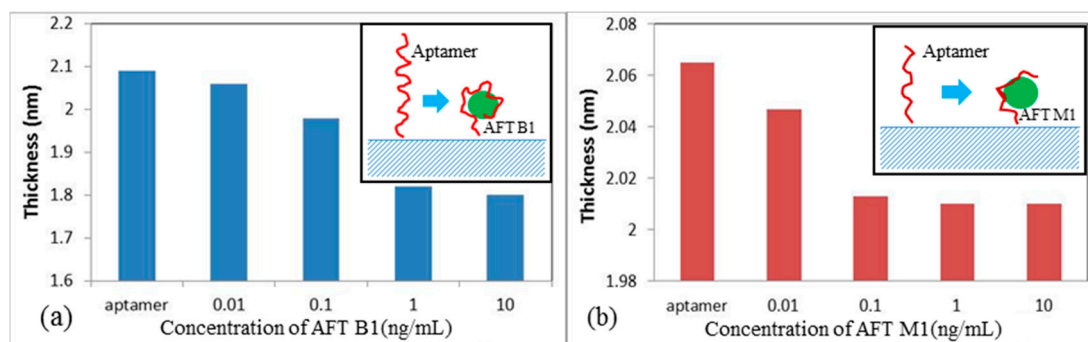 2.2
2.1
2
1.9
1.8
1.7
1.6
Thickness (nm)
Aptamer
AFT B1
aptamer 0.01 0.1 1 10
(a) Concentration of AFT B1(ng/mL)
2.08
2.06
2.04
2.02
2
1.98
Thickness (nm)
Aptamer
AFT M1
aptamer 0.01 0.1 1 10
(b) Concentration of AFT M1(ng/mL)